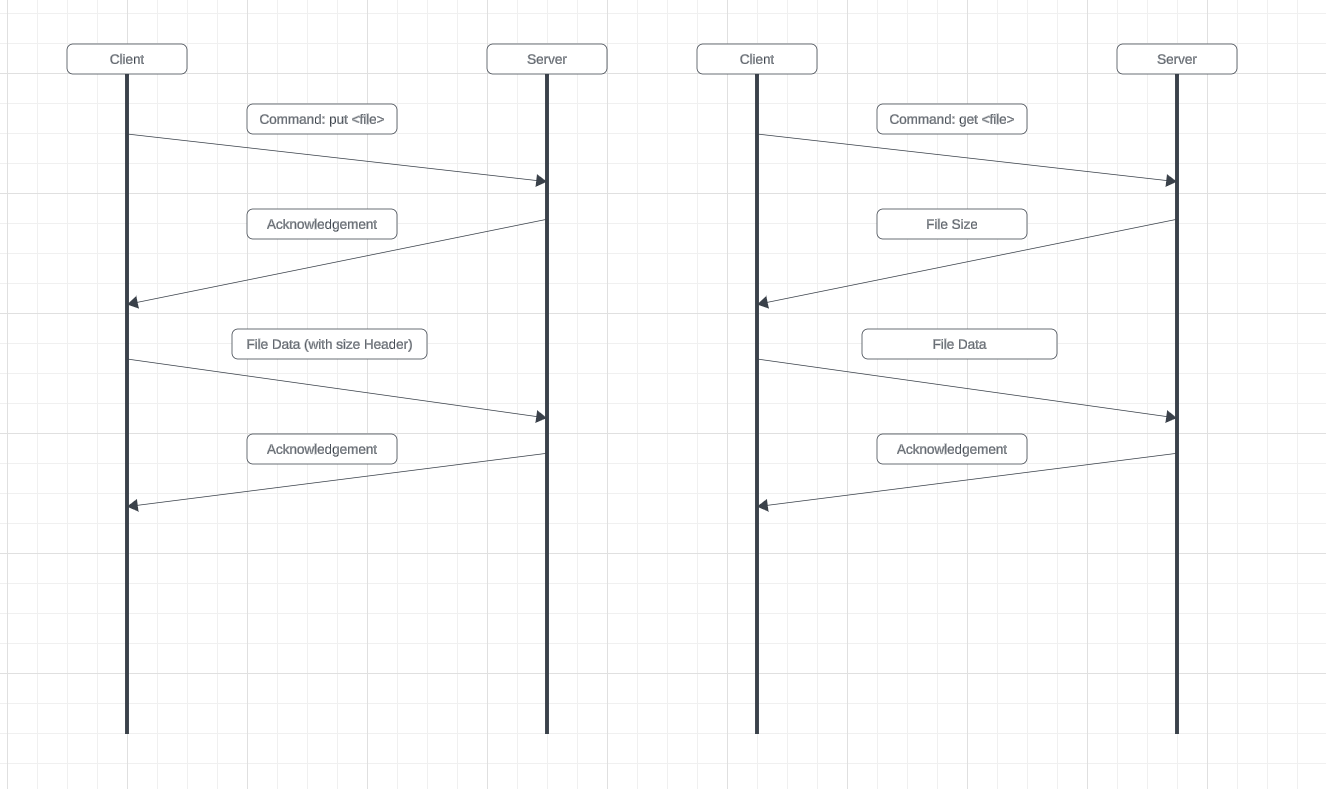 Client
Server
Command: put <file>
Acknowledgement
File Data (with size Header)
Acknowledgement
Client
Server
Command: get <file>
File Size
File Data
Acknowledgement